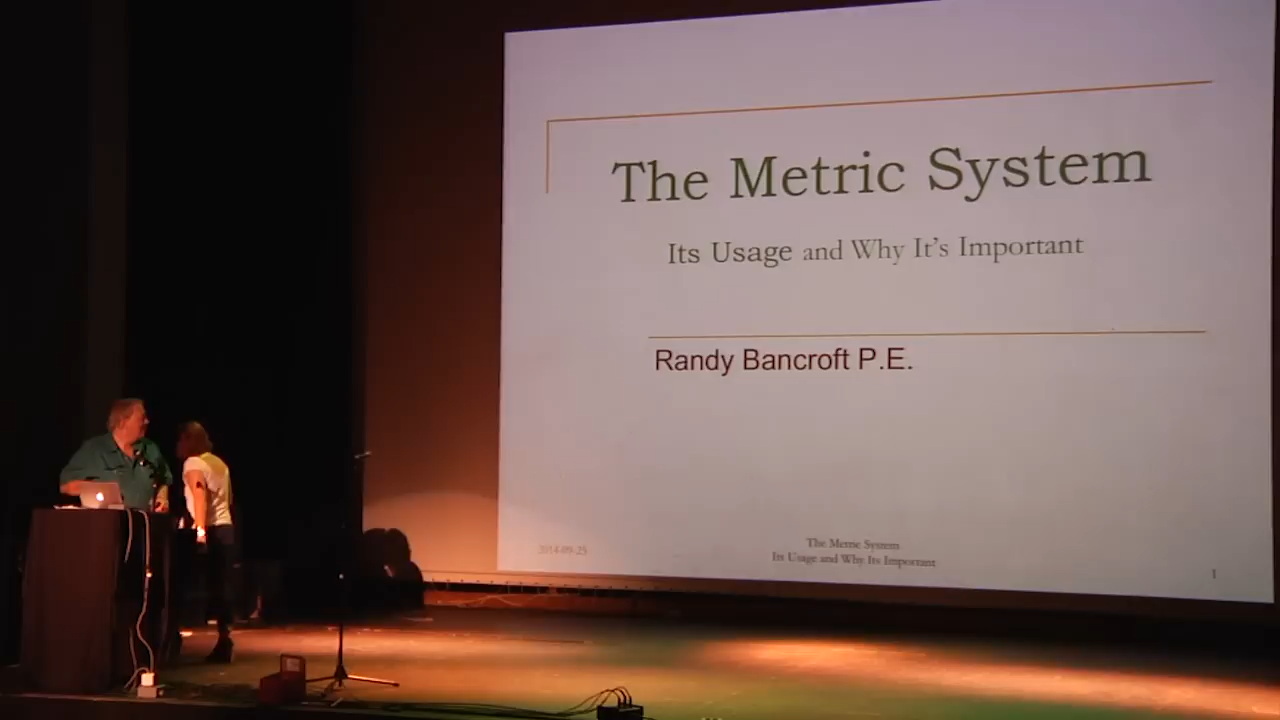 The Metric System
Its Usage and Why It’s Important
Randy Bancroft P.E.
2014-09-25
The Metric System
Its Usage and Why Its Important
1